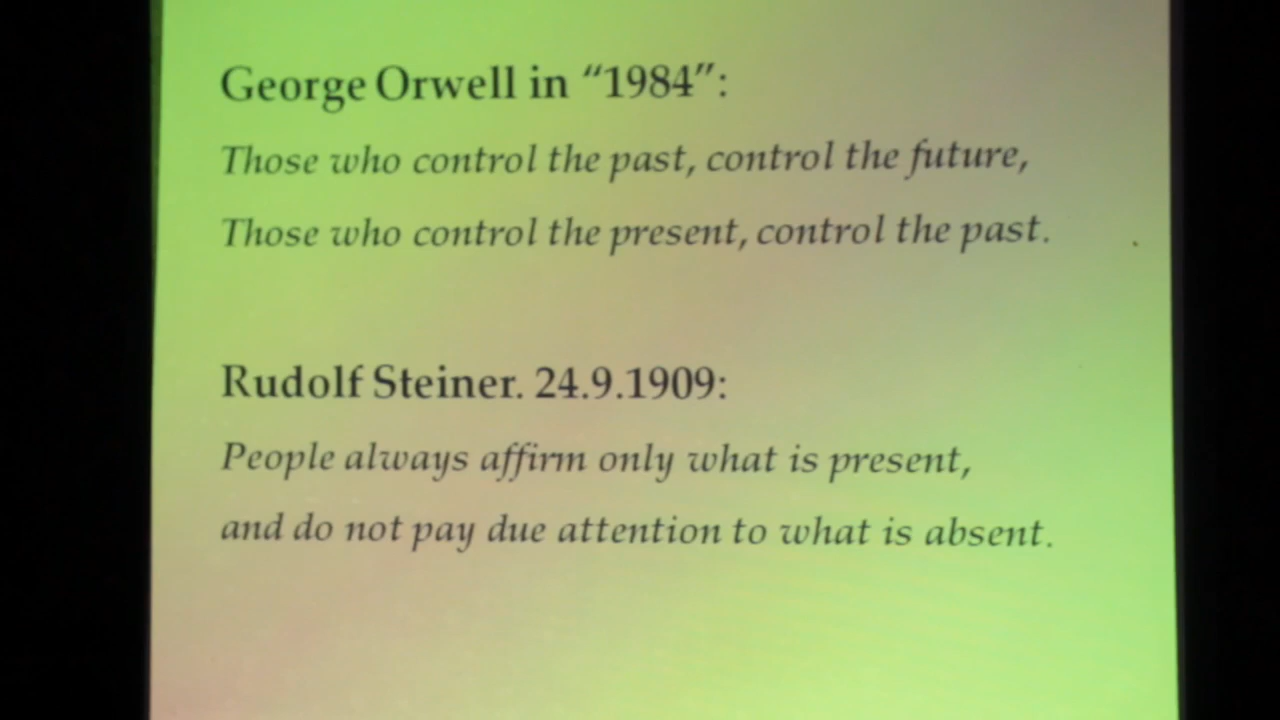 George Orwell in “1984”:
Those who control the past, control the future,
Those who control the present, control the past.
Rudolf Steiner. 24.9.1909:
People always affirm only what is present,
and do not pay due attention to what is absent.